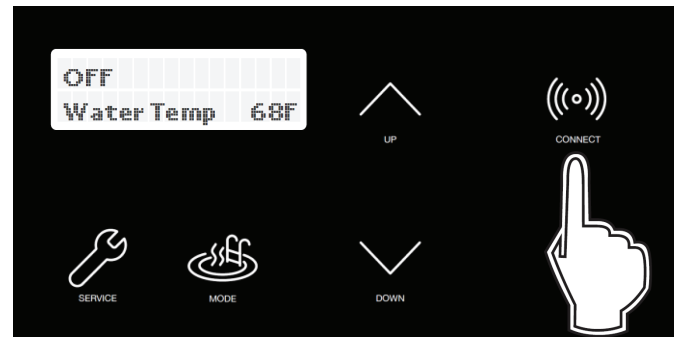 OFF
Water Temp 68F
UP
CONNECT
SERVICE
MODE
DOWN